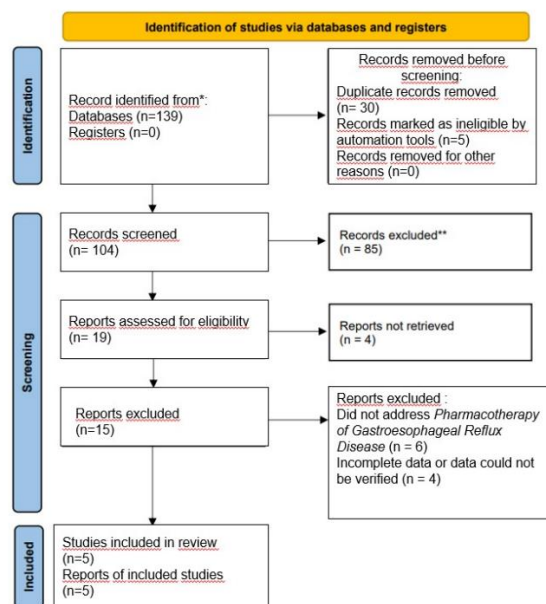 Identification of studies via databases and registers
Identification
Record identified from*:
Databases (n=139)
Registers (n=0)
Records removed before
screening:
Duplicate records removed
(n= 30)
Records marked as ineligible by
automation tools (n=5)
Records removed for other
reasons (n=0)
Screening
Records screened
(n= 104)
Records excluded**
(n = 85)
Reports assessed for eligibility
(n= 19)
Reports not retrieved
(n = 4)
Reports excluded
(n=15)
Reports excluded :
Did not address Pharmacotherapy
of Gastroesophageal Reflux
Disease (n = 6)
Incomplete data or data could not
be verified (n = 4)
Included
Studies included in review
(n=5)
Reports of included studies
(n=5)